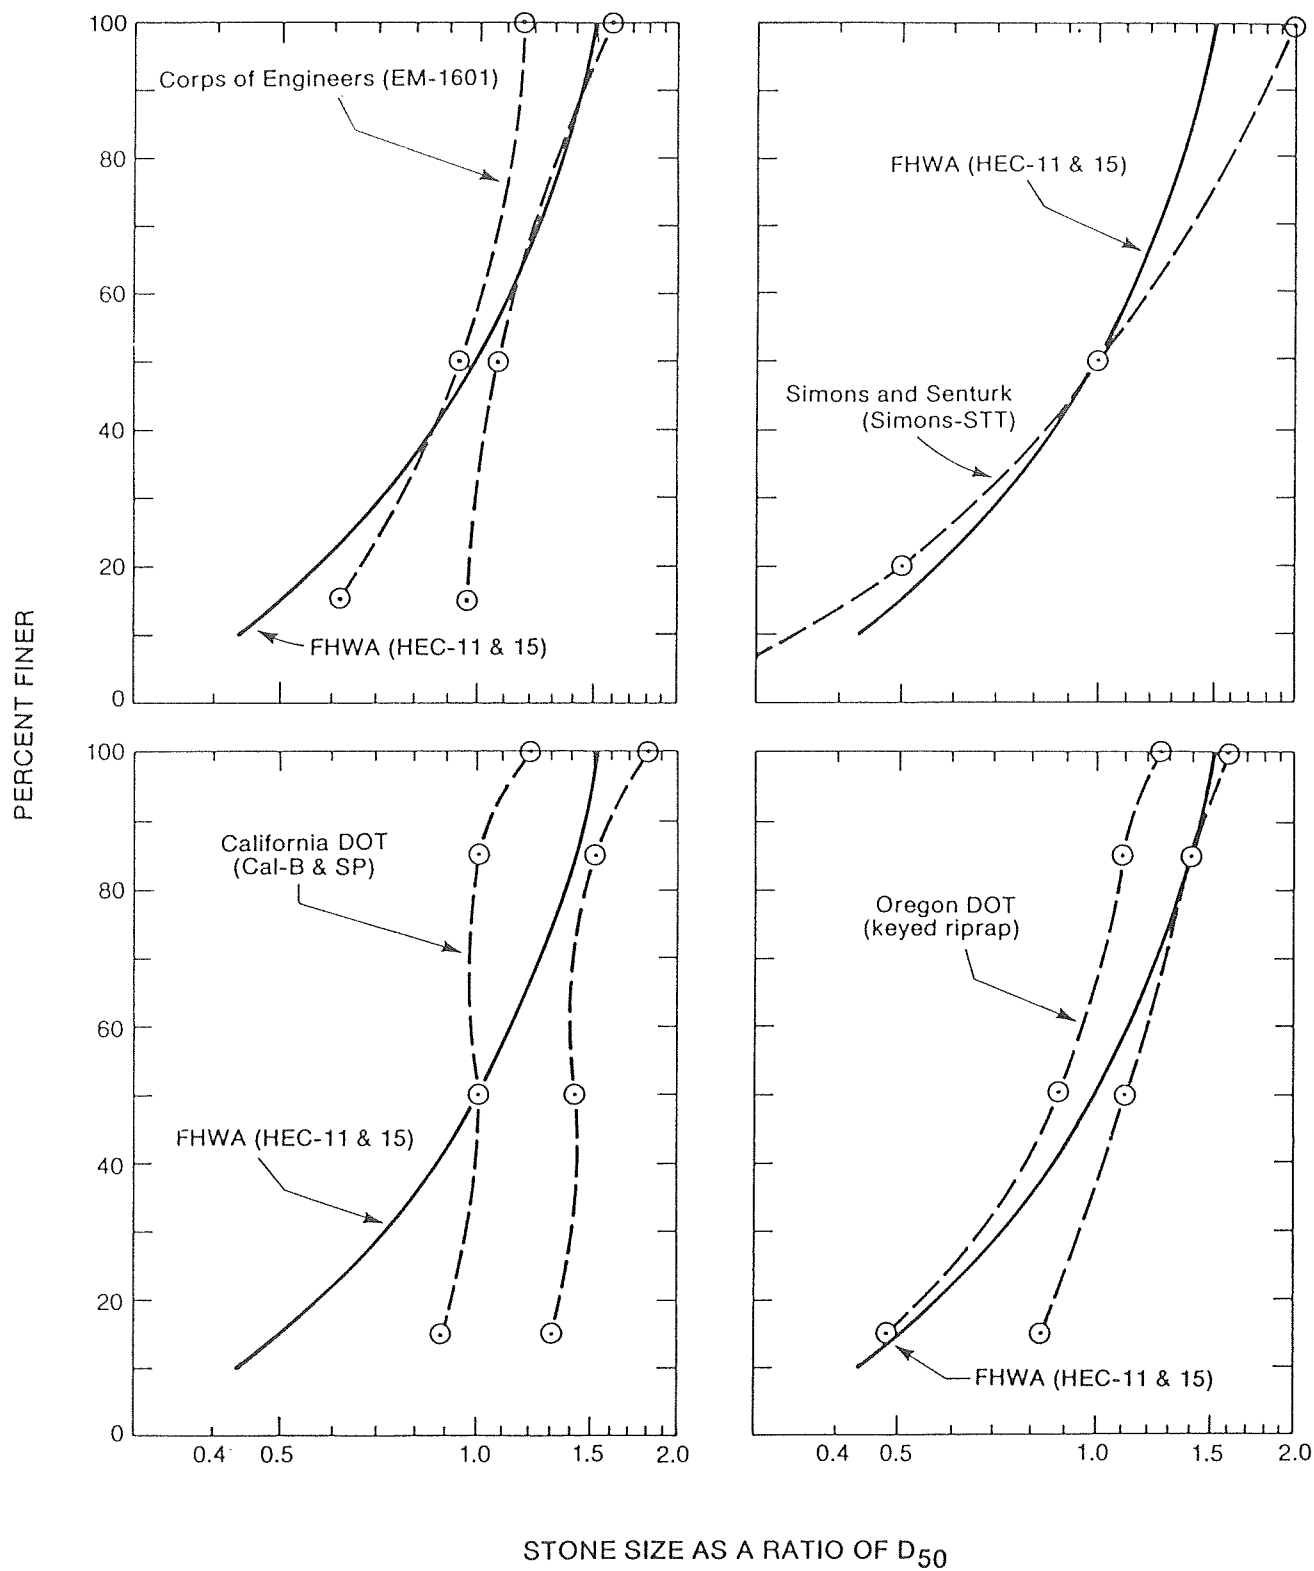 PERCENT FINER
100
80
60
40
20
0
Corps of Engineers (EM-1601)
FHWA (HEC-11 & 15)
FHWA (HEC-11 & 15)
Simons and Senturk
(Simons-STT)
100
80
60
40
20
0
California DOT
(Cal-B & SP)
FHWA (HEC-11 & 15)
0.4
0.5
1.0
1.5
2.0
Oregon DOT
(keyed riprap)
FHWA (HEC-11 & 15)
0.4
0.5
1.0
1.5
2.0
STONE SIZE AS A RATIO OF D50